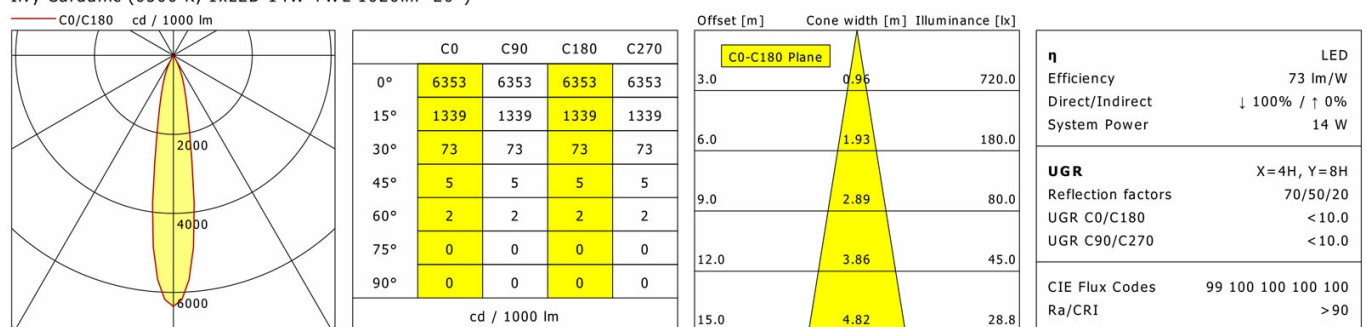 C0/C180 cd / 1000 lm
2000
4000
6000
C0 C90 C180 C270
0° 6353 6353 6353 6353
15° 1339 1339 1339 1339
30° 73 73 73 73
45° 5 5 5 5
60° 2 2 2 2
75° 0 0 0 0
90° 0 0 0 0
cd / 1000 lm
Offset [m] Cone width [m] Illuminance [lx]
C0-C180 Plane
3.0 0.96 720.0
6.0 1.93 180.0
9.0 2.89 80.0
12.0 3.86 45.0
15.0 4.82 28.8
η LED
Efficiency 73 lm/W
Direct/Indirect ↓ 100% / ↑ 0%
System Power 14 W
UGR X=4H, Y=8H
Reflection factors 70/50/20
UGR C0/C180 <10.0
UGR C90/C270 <10.0
CIE Flux Codes 99 100 100 100 100
Ra/CRI >90